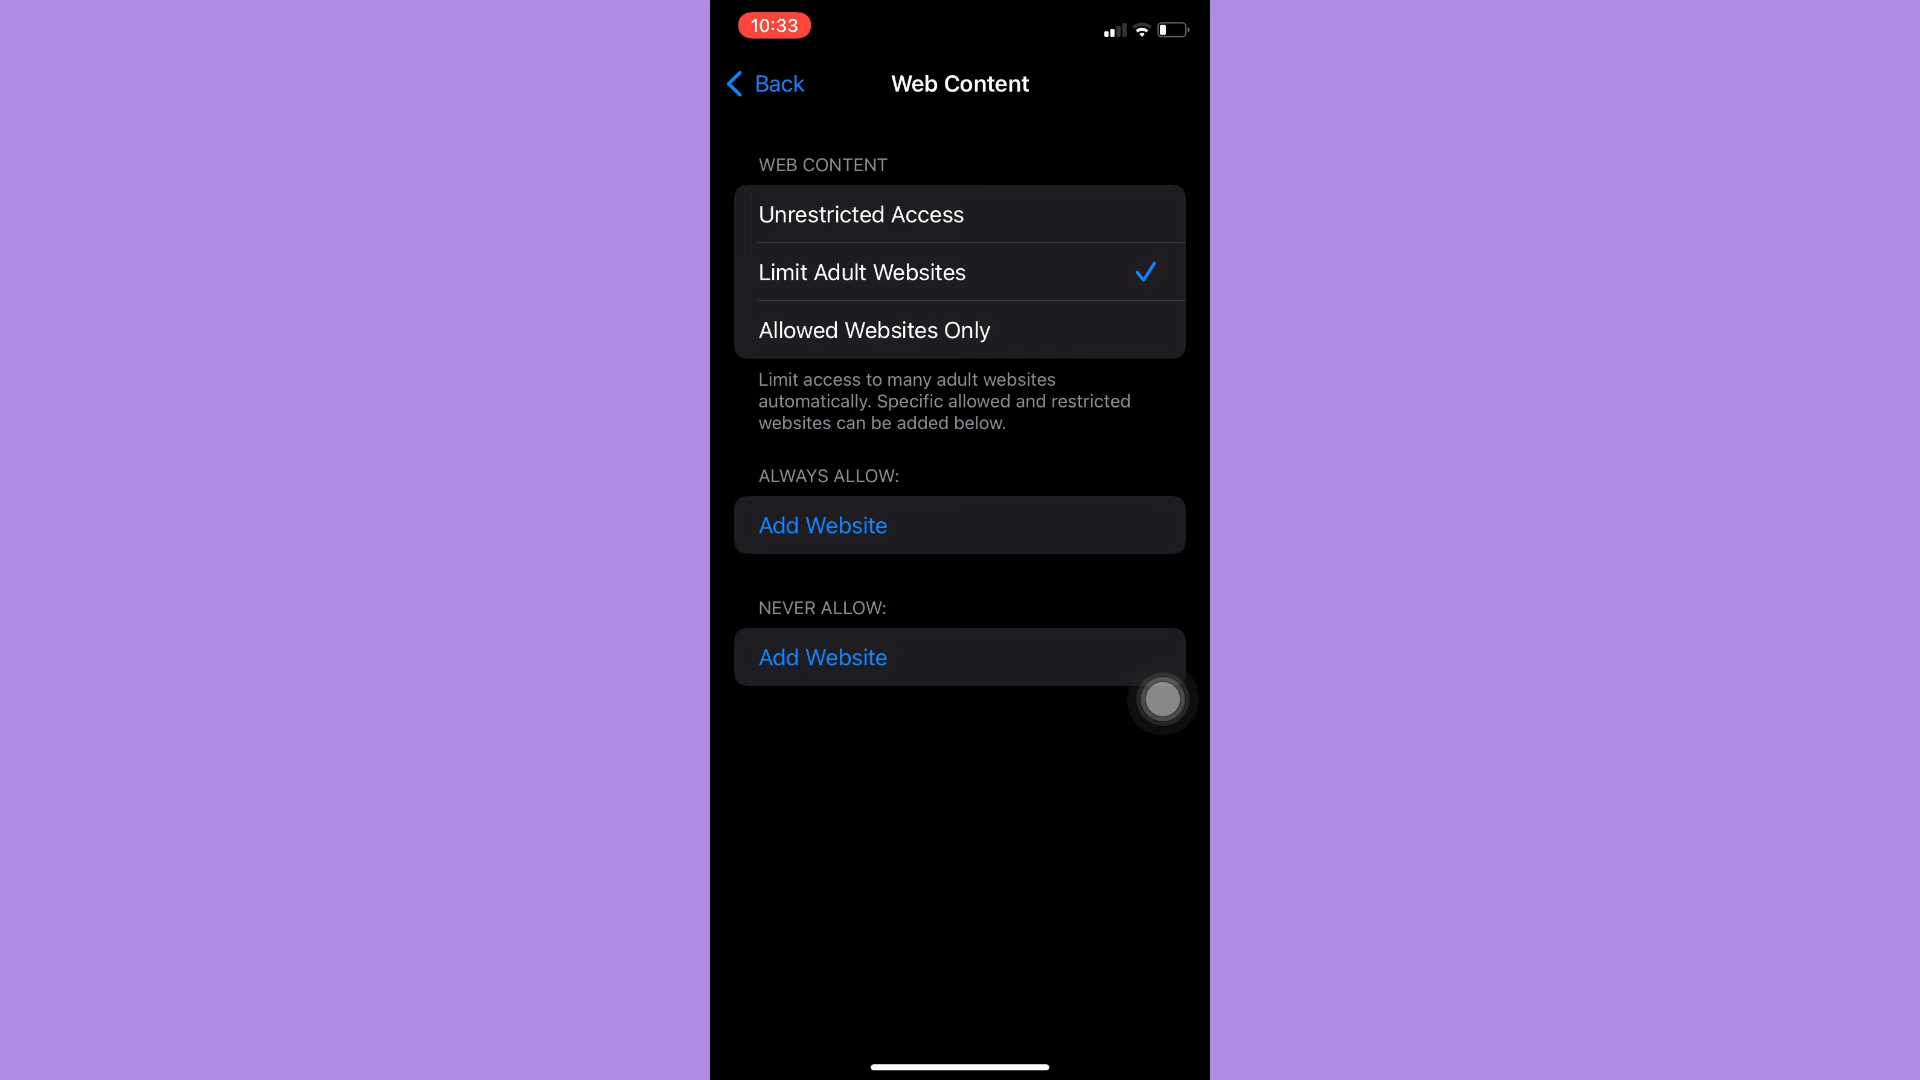 10:33
Back
Web Content
WEB CONTENT
Unrestricted Access
Limit Adult Websites
Allowed Websites Only
Limit access to many adult websites
automatically. Specific allowed and restricted
websites can be added below.
ALWAYS ALLOW:
Add Website
NEVER ALLOW:
Add Website